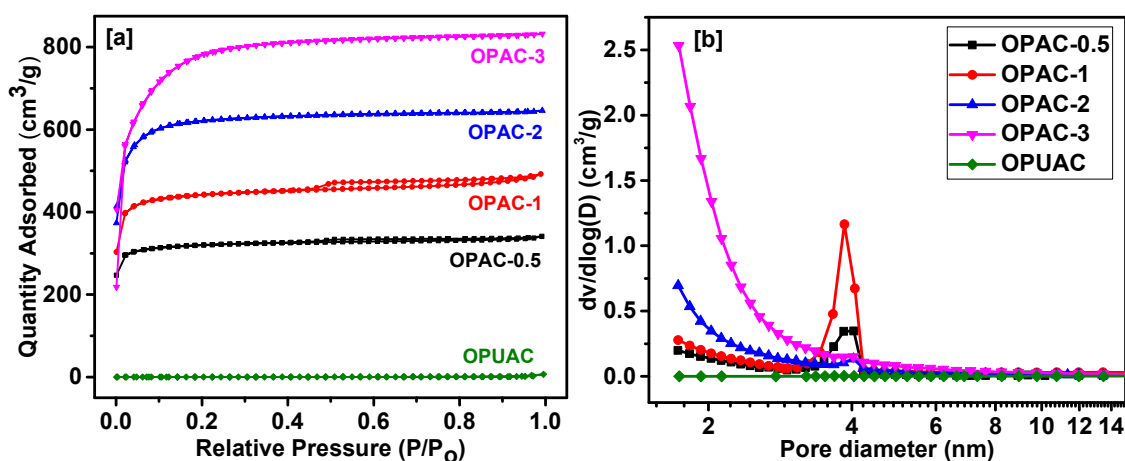 [a]
800
600
400
200
0
Quantity Adsorbed (cm³/g)
OPAC-3
OPAC-2
OPAC-1
OPAC-0.5
OPUAC
0.0 0.2 0.4 0.6 0.8 1.0
Relative Pressure (P/P_O)
[b]
2.5
2.0
1.5
1.0
0.5
0.0
dv/dlog(D) (cm³/g)
OPAC-0.5
OPAC-1
OPAC-2
OPAC-3
OPUAC
2 4 6 8 10 12 14
Pore diameter (nm)